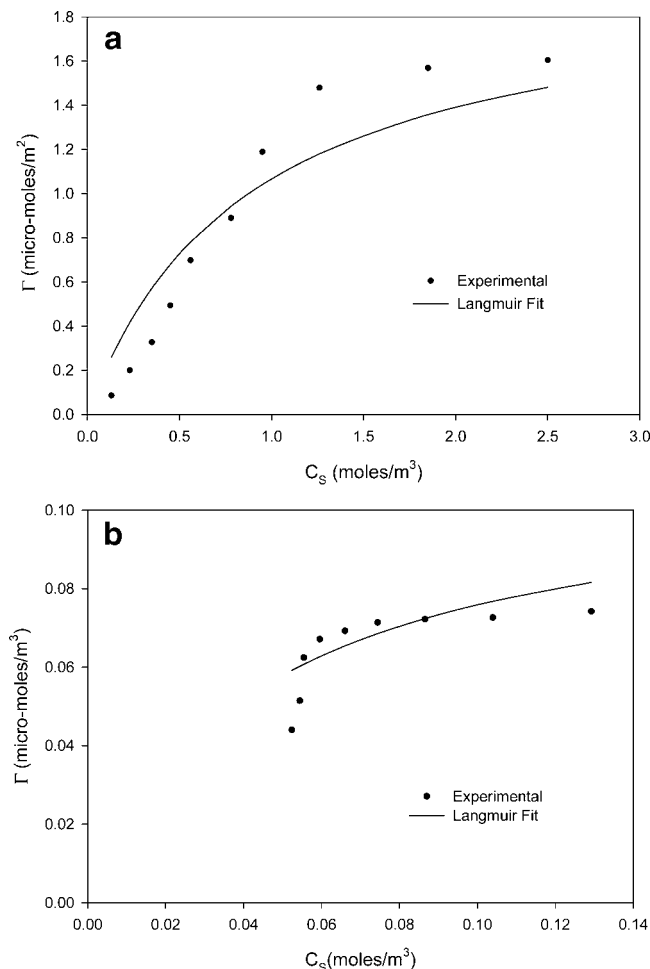 a
1.8
1.6
1.4
1.2
1.0
0.8
0.6
0.4
0.2
0.0
Γ (micro-moles/m²)
Experimental
Langmuir Fit
0.0 0.5 1.0 1.5 2.0 2.5 3.0
C_S (moles/m³)
b
0.10
0.08
0.06
0.04
0.02
0.00
Γ (micro-moles/m³)
Experimental
Langmuir Fit
0.00 0.02 0.04 0.06 0.08 0.10 0.12 0.14
C_S(moles/m³)